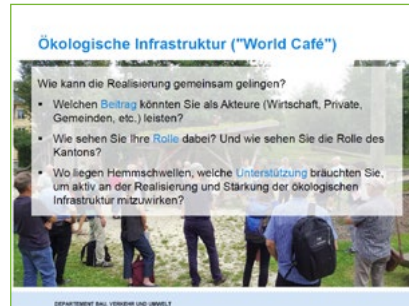 Ökologische Infrastruktur ("World Café")
Wie kann die Realisierung gemeinsam gelingen?
▪ Welchen Beitrag könnten Sie als Akteure (Wirtschaft, Private,
Gemeinden, etc.) leisten?
▪ Wie sehen Sie Ihre Rolle dabei? Und wie sehen Sie die Rolle des
Kantons?
▪ Wo liegen Hemmschwellen, welche Unterstützung bräuchten Sie,
um aktiv an der Realisierung und Stärkung der ökologischen
Infrastruktur mitzuwirken?
DEPARTEMENT BAU, VERKEHR UND UMWELT